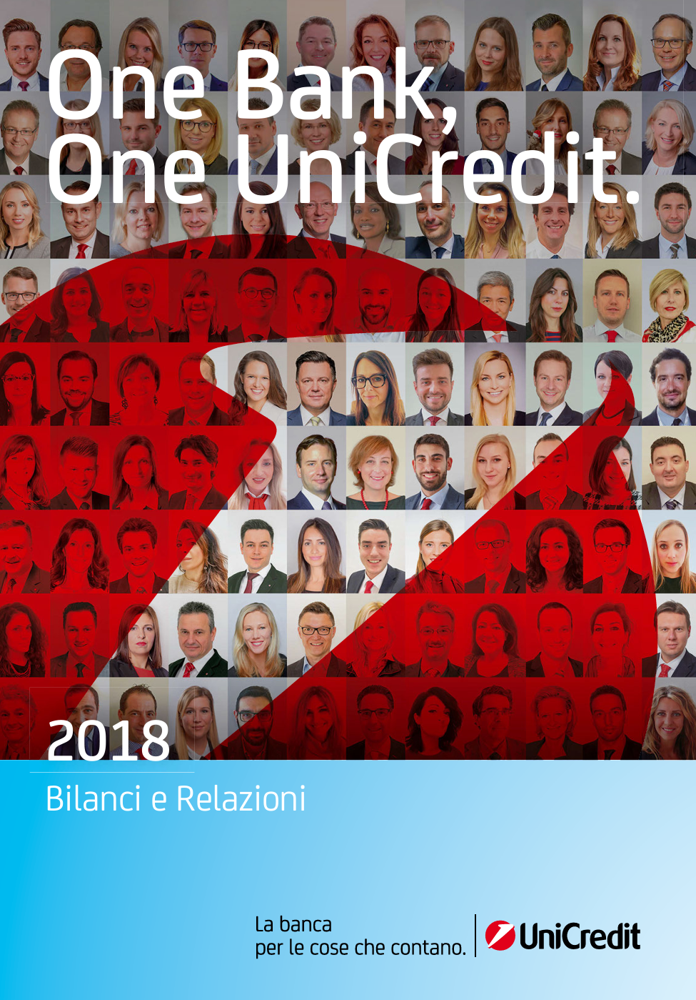 One Bank,
One UniCredit.
2018
Bilanci e Relazioni
La banca
per le cose che contano.
UniCredit